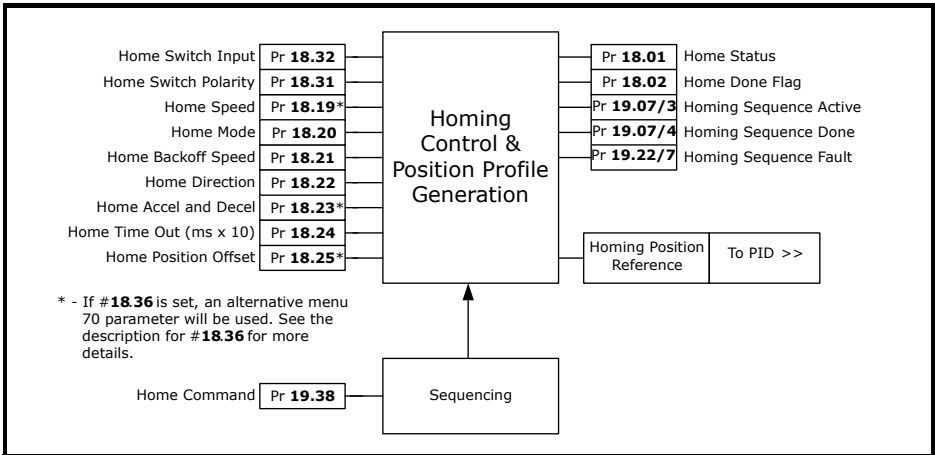 Home Switch Input Pr 18.32
Home Switch Polarity Pr 18.31
Home Speed Pr 18.19*
Home Mode Pr 18.20
Home Backoff Speed Pr 18.21
Home Direction Pr 18.22
Home Accel and Decel Pr 18.23*
Home Time Out (ms x 10) Pr 18.24
Home Position Offset Pr 18.25*
Homing
Control &
Position Profile
Generation
Pr 18.01 Home Status
Pr 18.02 Home Done Flag
Pr 19.07/3 Homing Sequence Active
Pr 19.07/4 Homing Sequence Done
Pr 19.22/7 Homing Sequence Fault
Homing Position
Reference
To PID >>
* - If #18.36 is set, an alternative menu
70 parameter will be used. See the
description for #18.36 for more
details.
Home Command Pr 19.38
Sequencing